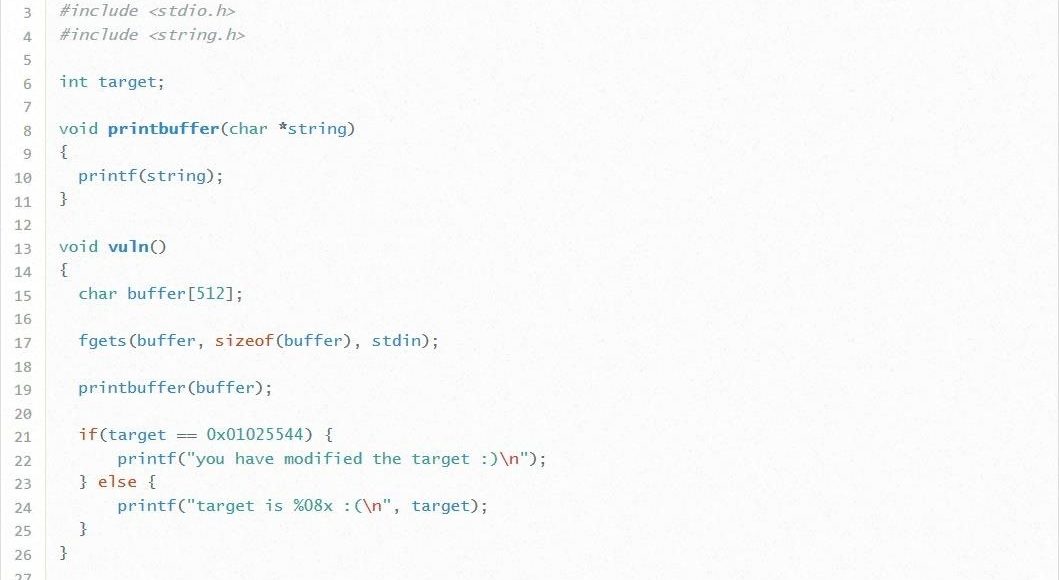 3 #include <stdio.h>
4 #include <string.h>
5
6 int target;
7
8 void printbuffer(char *string)
9 {
10   printf(string);
11 }
12
13 void vuln()
14 {
15   char buffer[512];
16
17   fgets(buffer, sizeof(buffer), stdin);
18
19   printbuffer(buffer);
20
21   if(target == 0x01025544) {
22       printf("you have modified the target :)\n");
23   } else {
24       printf("target is %08x :(\n", target);
25   }
26 }
27